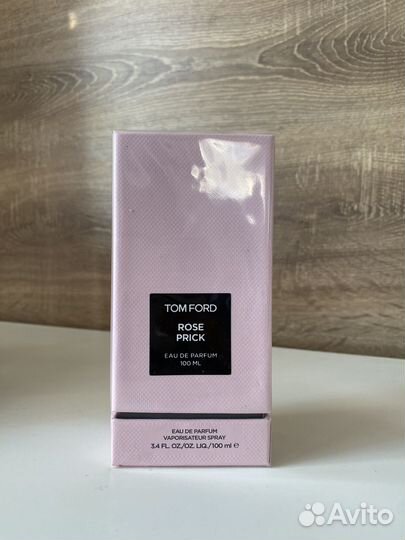 TOM FORD
ROSE
PRICK
EAU DE PARFUM
100 ML
EAU DE PARFUM
VAPORISATEUR SPRAY
3.4 FL. OZ./OZ. LIQ./100 ml ℮
Avito